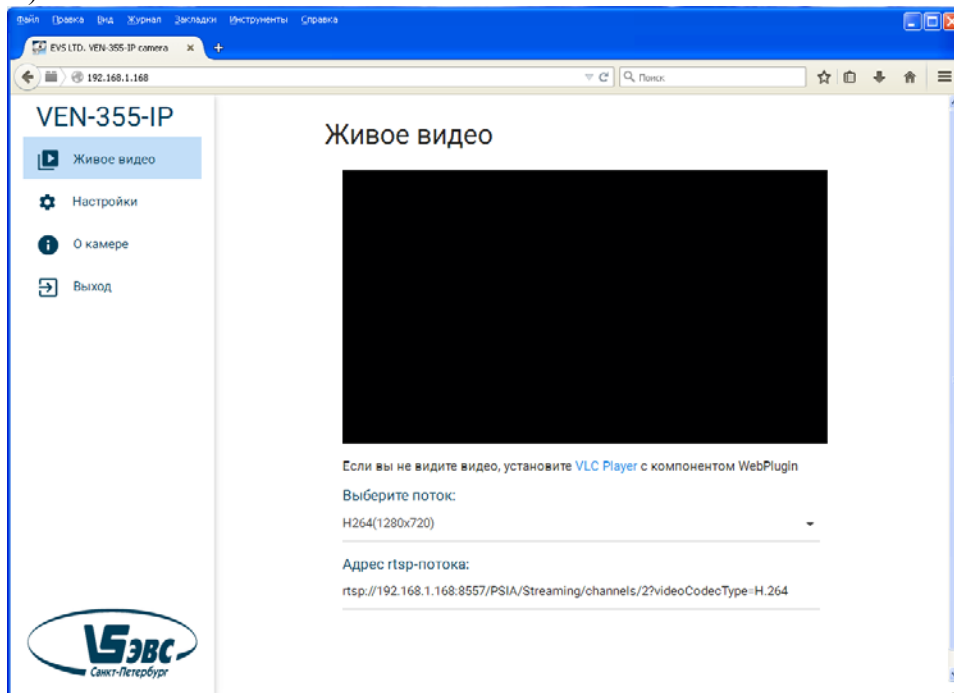 Файл Правка Вид Журнал Закладки Инструменты Справка
EVS LTD. VEN-355-IP camera
192.168.1.168
Поиск
VEN-355-IP
Живое видео
Настройки
О камере
Выход
Живое видео
Если вы не видите видео, установите VLC Player с компонентом WebPlugin
Выберите поток:
H264(1280x720)
Адрес rtsp-потока:
rtsp://192.168.1.168:8557/PSIA/Streaming/channels/2?videoCodecType=H.264
ЭВС
Санкт-Петербург